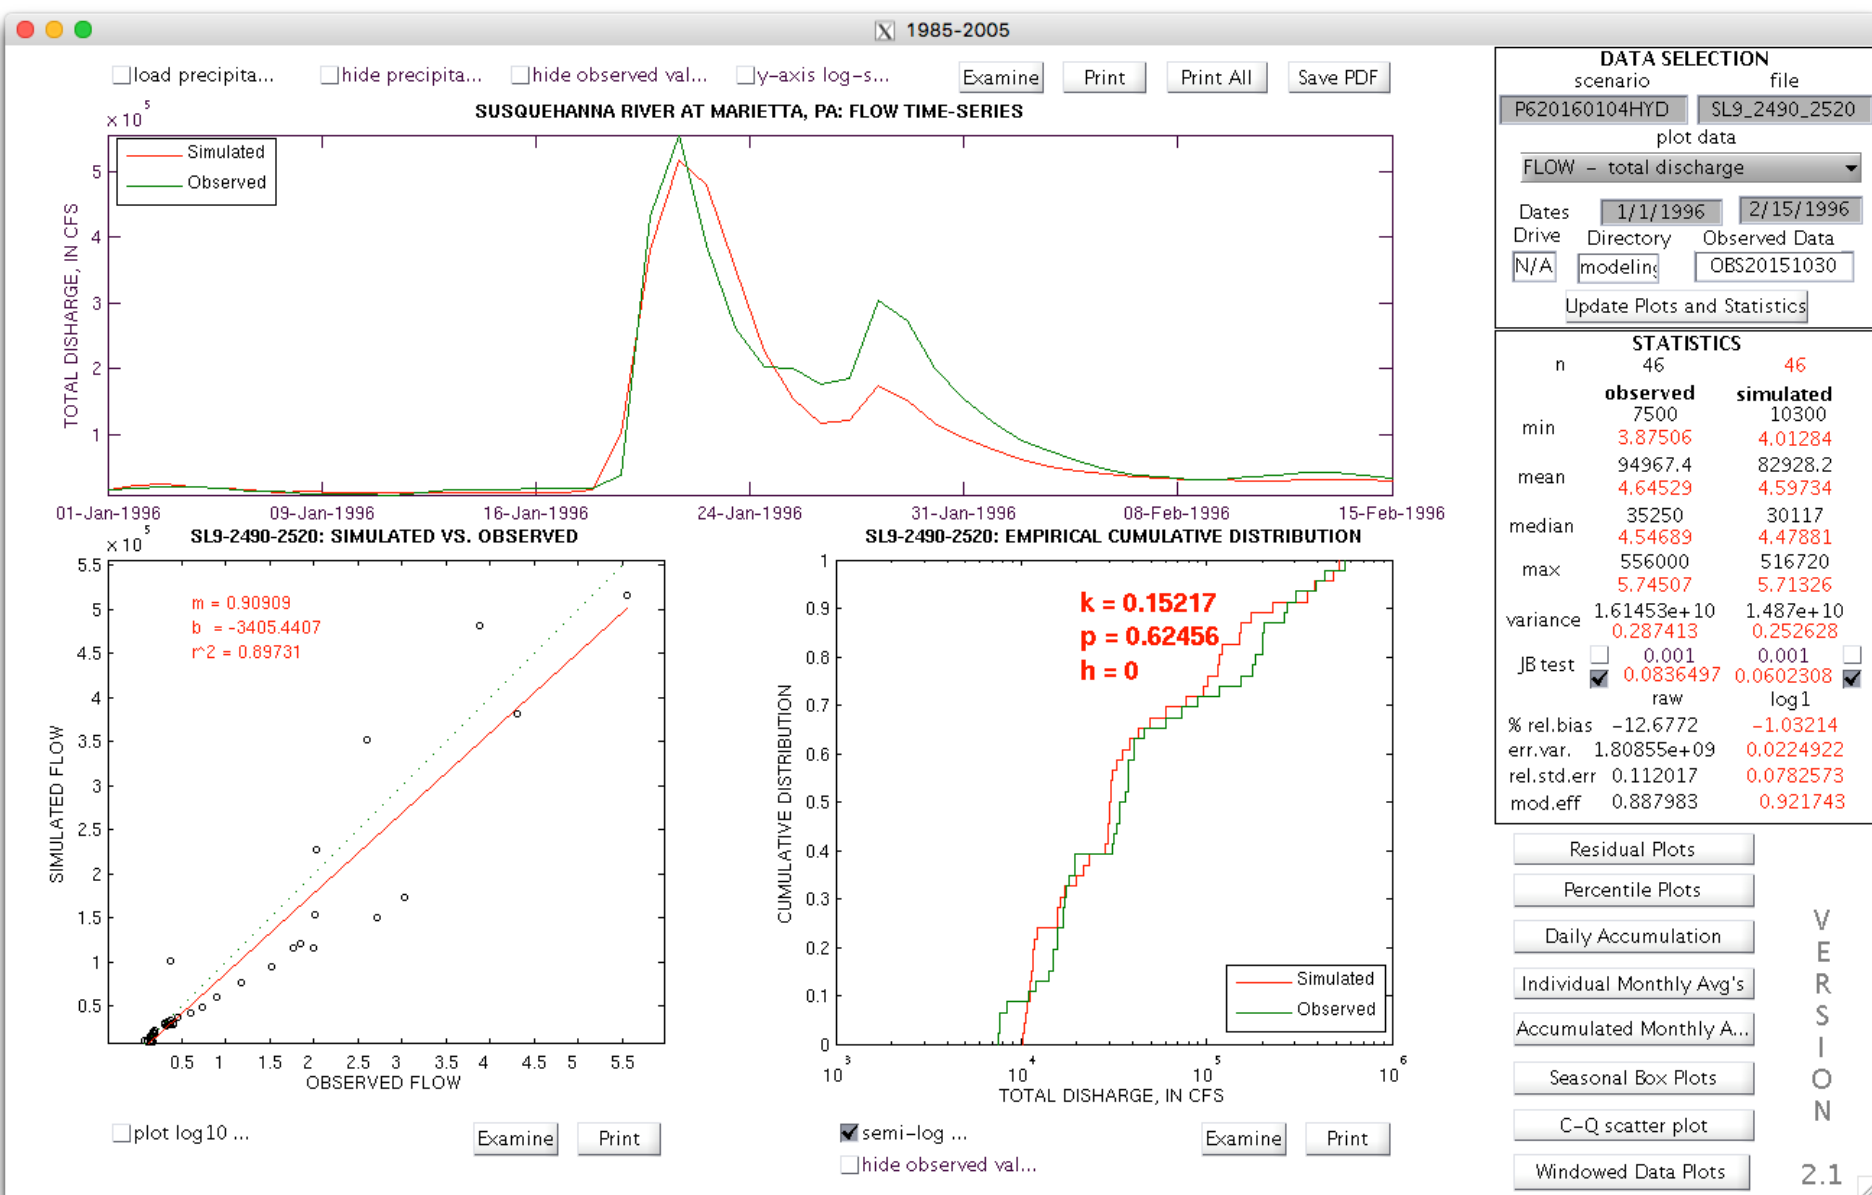 1985-2005
load precipita...
hide precipita...
hide observed val...
y-axis log-s...
Examine
Print
Print All
Save PDF
SUSQUEHANNA RIVER AT MARIETTA, PA: FLOW TIME-SERIES
x 10^5
Simulated
Observed
TOTAL DISHARGE, IN CFS
5
4
3
2
1
01-Jan-1996 09-Jan-1996 16-Jan-1996 24-Jan-1996 31-Jan-1996 08-Feb-1996 15-Feb-1996
SL9-2490-2520: SIMULATED VS. OBSERVED
x 10^5
m = 0.90909
b = -3405.4407
r^2 = 0.89731
SIMULATED FLOW
5.5
5
4.5
4
3.5
3
2.5
2
1.5
1
0.5
0.5 1 1.5 2 2.5 3 3.5 4 4.5 5 5.5
OBSERVED FLOW
plot log10 ...
Examine
Print
SL9-2490-2520: EMPIRICAL CUMULATIVE DISTRIBUTION
k = 0.15217
p = 0.62456
h = 0
CUMULATIVE DISTRIBUTION
1
0.9
0.8
0.7
0.6
0.5
0.4
0.3
0.2
0.1
0
Simulated
Observed
10^3 10^4 10^5 10^6
TOTAL DISHARGE, IN CFS
semi-log ...
hide observed val...
Examine
Print
DATA SELECTION
scenario file
P620160104HYD SL9_2490_2520
plot data
FLOW - total discharge
Dates 1/1/1996 2/15/1996
Drive Directory Observed Data
N/A modeling OBS20151030
Update Plots and Statistics
STATISTICS
n 46 46
observed simulated
min 7500 10300
3.87506 4.01284
mean 94967.4 82928.2
4.64529 4.59734
median 35250 30117
4.54689 4.47881
max 556000 516720
5.74507 5.71326
variance 1.61453e+10 1.487e+10
0.287413 0.252628
JB test 0.001 0.001
0.0836497 0.0602308
raw log1
% rel.bias -12.6772 -1.03214
err.var. 1.80855e+09 0.0224922
rel.std.err 0.112017 0.0782573
mod.eff 0.887983 0.921743
Residual Plots
Percentile Plots
Daily Accumulation
Individual Monthly Avg's
Accumulated Monthly A...
Seasonal Box Plots
C-Q scatter plot
Windowed Data Plots
VERSION
2.1